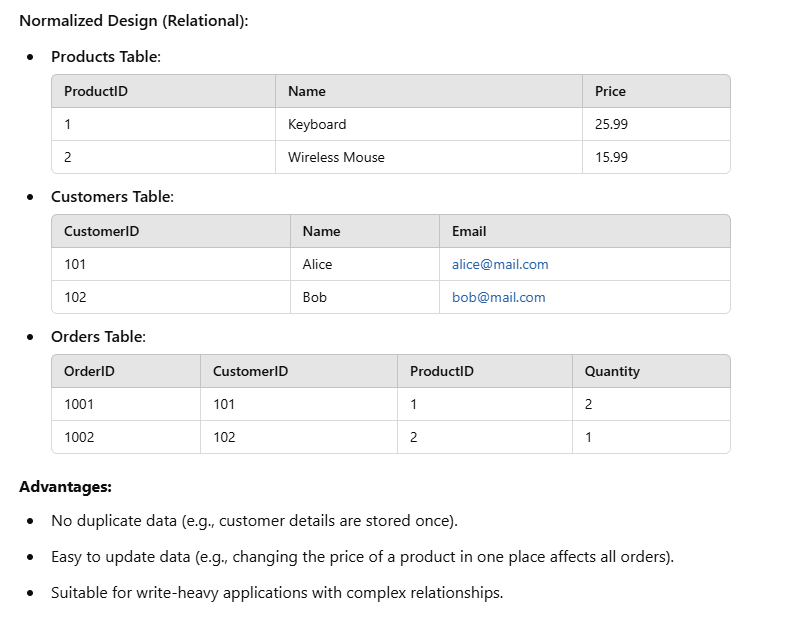 Normalized Design (Relational):
Products Table:
ProductID Name Price
1 Keyboard 25.99
2 Wireless Mouse 15.99
Customers Table:
CustomerID Name Email
101 Alice alice@mail.com
102 Bob bob@mail.com
Orders Table:
OrderID CustomerID ProductID Quantity
1001 101 1 2
1002 102 2 1
Advantages:
No duplicate data (e.g., customer details are stored once).
Easy to update data (e.g., changing the price of a product in one place affects all orders).
Suitable for write-heavy applications with complex relationships.